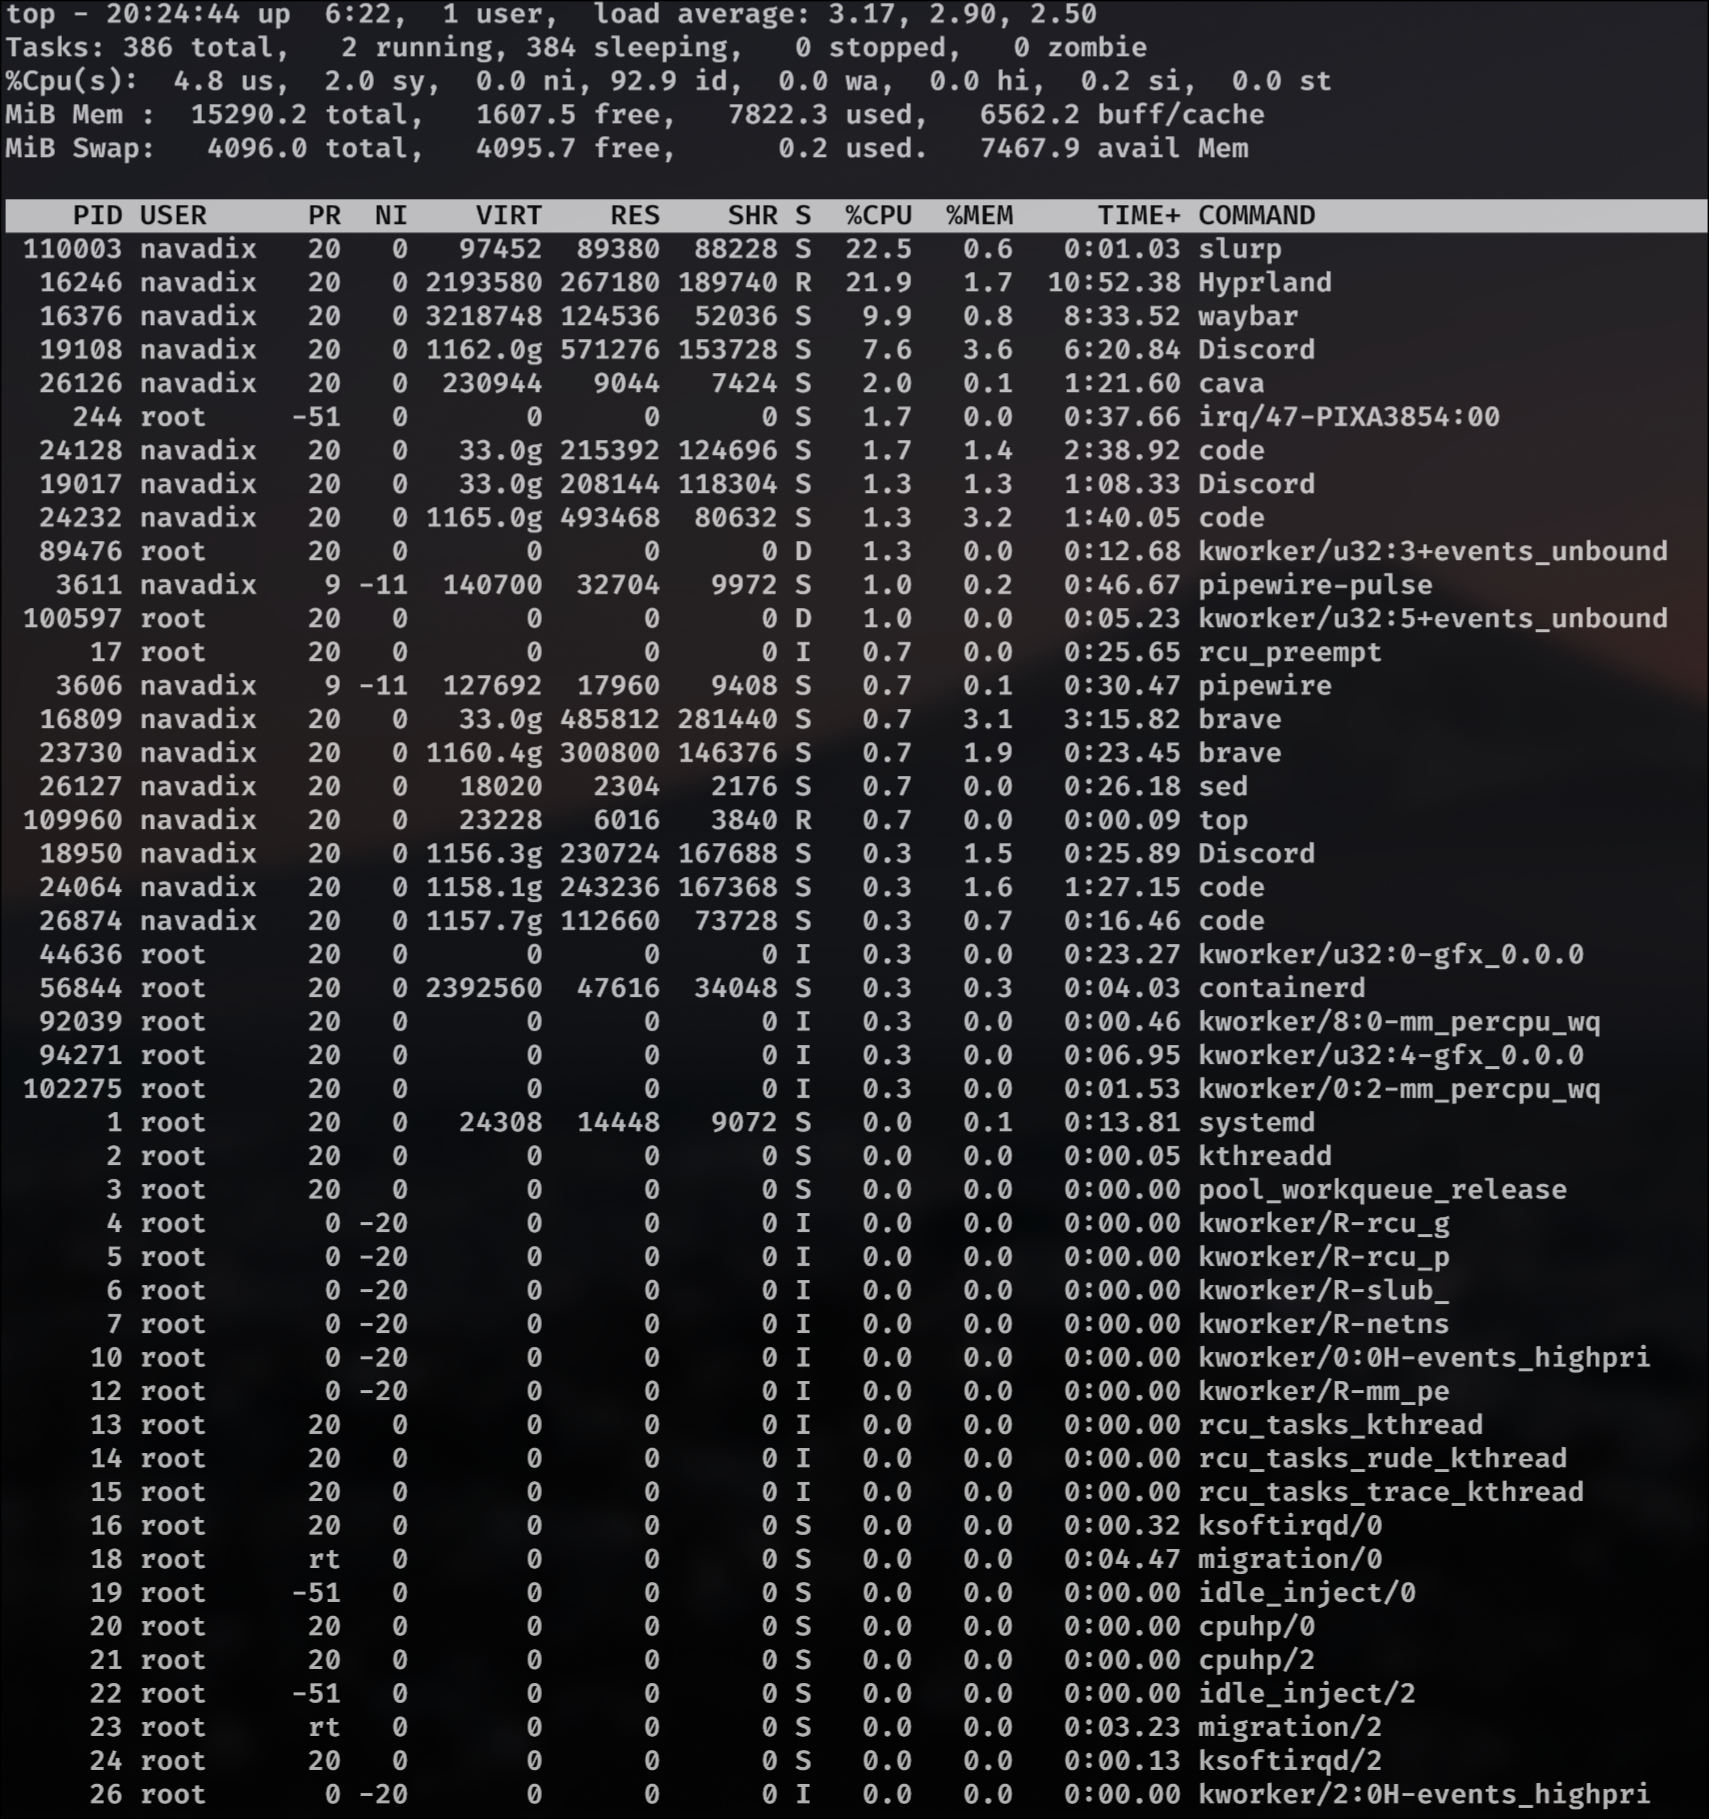 top - 20:24:44 up  6:22,  1 user,  load average: 3.17, 2.90, 2.50
Tasks: 386 total,   2 running, 384 sleeping,   0 stopped,   0 zombie
%Cpu(s):  4.8 us,  2.0 sy,  0.0 ni, 92.9 id,  0.0 wa,  0.0 hi,  0.2 si,  0.0 st
MiB Mem :  15290.2 total,   1607.5 free,   7822.3 used,   6562.2 buff/cache
MiB Swap:   4096.0 total,   4095.7 free,      0.2 used.   7467.9 avail Mem
PID USER PR NI VIRT RES SHR S %CPU %MEM TIME+ COMMAND
110003 navadix 20 0 97452 89380 88228 S 22.5 0.6 0:01.03 slurp
16246 navadix 20 0 2193580 267180 189740 R 21.9 1.7 10:52.38 Hyprland
16376 navadix 20 0 3218748 124536 52036 S 9.9 0.8 8:33.52 waybar
19108 navadix 20 0 1162.0g 571276 153728 S 7.6 3.6 6:20.84 Discord
26126 navadix 20 0 230944 9044 7424 S 2.0 0.1 1:21.60 cava
244 root -51 0 0 0 0 S 1.7 0.0 0:37.66 irq/47-PIXA3854:00
24128 navadix 20 0 33.0g 215392 124696 S 1.7 1.4 2:38.92 code
19017 navadix 20 0 33.0g 208144 118304 S 1.3 1.3 1:08.33 Discord
24232 navadix 20 0 1165.0g 493468 80632 S 1.3 3.2 1:40.05 code
89476 root 20 0 0 0 0 D 1.3 0.0 0:12.68 kworker/u32:3+events_unbound
3611 navadix 9 -11 140700 32704 9972 S 1.0 0.2 0:46.67 pipewire-pulse
100597 root 20 0 0 0 0 D 1.0 0.0 0:05.23 kworker/u32:5+events_unbound
17 root 20 0 0 0 0 I 0.7 0.0 0:25.65 rcu_preempt
3606 navadix 9 -11 127692 17960 9408 S 0.7 0.1 0:30.47 pipewire
16809 navadix 20 0 33.0g 485812 281440 S 0.7 3.1 3:15.82 brave
23730 navadix 20 0 1160.4g 300800 146376 S 0.7 1.9 0:23.45 brave
26127 navadix 20 0 18020 2304 2176 S 0.7 0.0 0:26.18 sed
109960 navadix 20 0 23228 6016 3840 R 0.7 0.0 0:00.09 top
18950 navadix 20 0 1156.3g 230724 167688 S 0.3 1.5 0:25.89 Discord
24064 navadix 20 0 1158.1g 243236 167368 S 0.3 1.6 1:27.15 code
26874 navadix 20 0 1157.7g 112660 73728 S 0.3 0.7 0:16.46 code
44636 root 20 0 0 0 0 I 0.3 0.0 0:23.27 kworker/u32:0-gfx_0.0.0
56844 root 20 0 2392560 47616 34048 S 0.3 0.3 0:04.03 containerd
92039 root 20 0 0 0 0 I 0.3 0.0 0:00.46 kworker/8:0-mm_percpu_wq
94271 root 20 0 0 0 0 I 0.3 0.0 0:06.95 kworker/u32:4-gfx_0.0.0
102275 root 20 0 0 0 0 I 0.3 0.0 0:01.53 kworker/0:2-mm_percpu_wq
1 root 20 0 24308 14448 9072 S 0.0 0.1 0:13.81 systemd
2 root 20 0 0 0 0 S 0.0 0.0 0:00.05 kthreadd
3 root 20 0 0 0 0 S 0.0 0.0 0:00.00 pool_workqueue_release
4 root 0 -20 0 0 0 I 0.0 0.0 0:00.00 kworker/R-rcu_g
5 root 0 -20 0 0 0 I 0.0 0.0 0:00.00 kworker/R-rcu_p
6 root 0 -20 0 0 0 I 0.0 0.0 0:00.00 kworker/R-slub_
7 root 0 -20 0 0 0 I 0.0 0.0 0:00.00 kworker/R-netns
10 root 0 -20 0 0 0 I 0.0 0.0 0:00.00 kworker/0:0H-events_highpri
12 root 0 -20 0 0 0 I 0.0 0.0 0:00.00 kworker/R-mm_pe
13 root 20 0 0 0 0 I 0.0 0.0 0:00.00 rcu_tasks_kthread
14 root 20 0 0 0 0 I 0.0 0.0 0:00.00 rcu_tasks_rude_kthread
15 root 20 0 0 0 0 I 0.0 0.0 0:00.00 rcu_tasks_trace_kthread
16 root 20 0 0 0 0 S 0.0 0.0 0:00.32 ksoftirqd/0
18 root rt 0 0 0 0 S 0.0 0.0 0:04.47 migration/0
19 root -51 0 0 0 0 S 0.0 0.0 0:00.00 idle_inject/0
20 root 20 0 0 0 0 S 0.0 0.0 0:00.00 cpuhp/0
21 root 20 0 0 0 0 S 0.0 0.0 0:00.00 cpuhp/2
22 root -51 0 0 0 0 S 0.0 0.0 0:00.00 idle_inject/2
23 root rt 0 0 0 0 S 0.0 0.0 0:03.23 migration/2
24 root 20 0 0 0 0 S 0.0 0.0 0:00.13 ksoftirqd/2
26 root 0 -20 0 0 0 I 0.0 0.0 0:00.00 kworker/2:0H-events_highpri